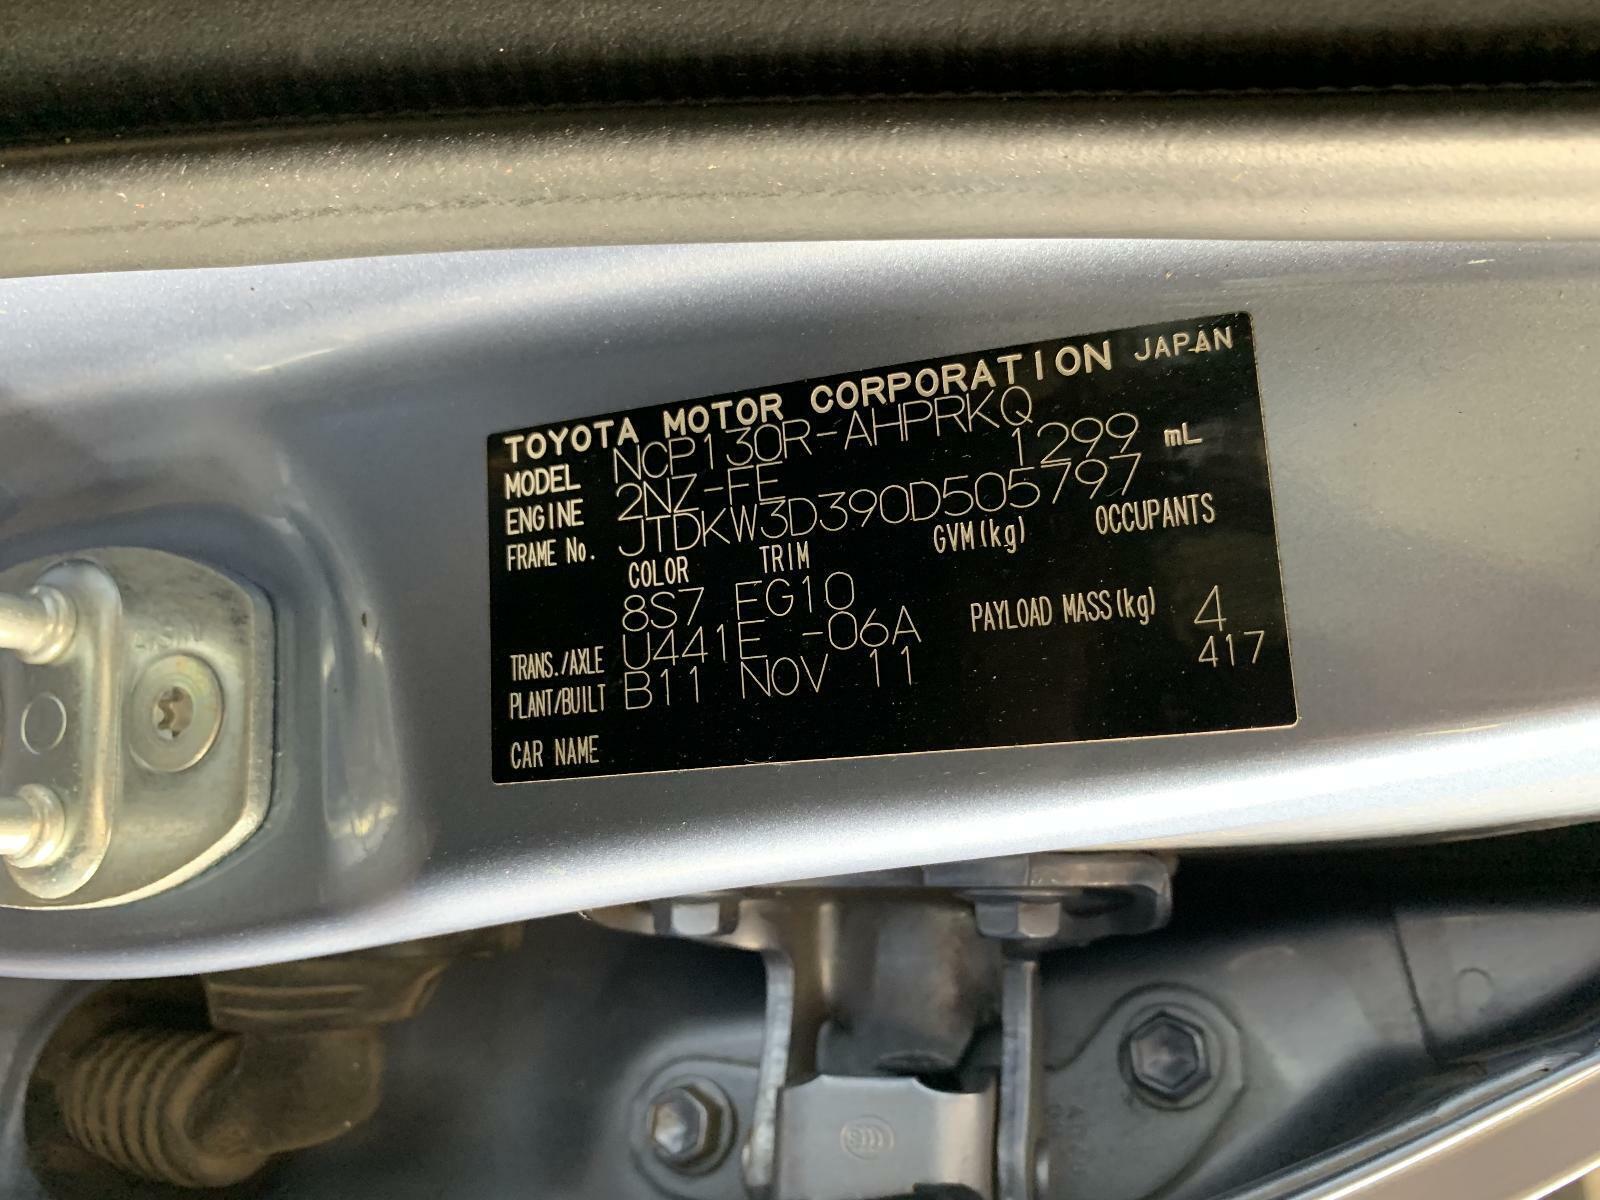 TOYOTA MOTOR CORPORATION JAPAN
MODEL NCP130R-AHPRKQ
ENGINE 2NZ-FE 1299 mL
FRAME No. JTDKW3D390D505797
COLOR TRIM GVM(kg) OCCUPANTS
8S7 EG10 4
TRANS./AXLE U441E -06A PAYLOAD MASS(kg) 417
PLANT/BUILT B11 NOV 11
CAR NAME